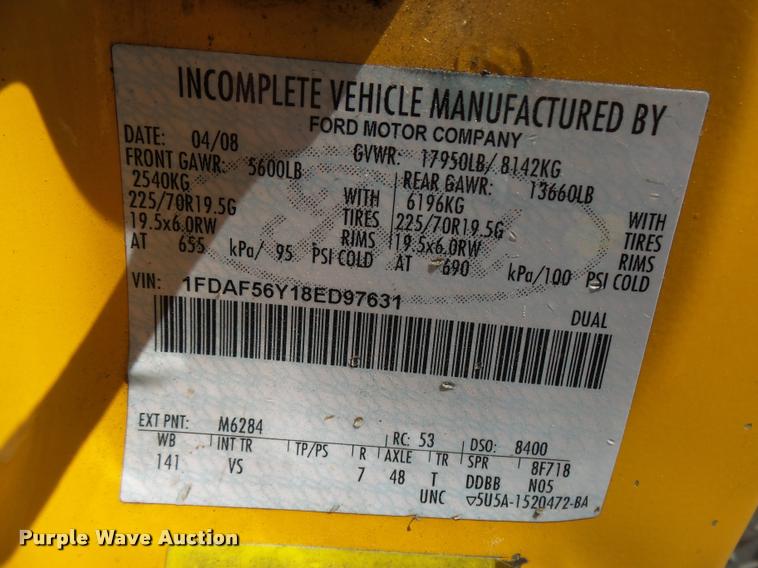 INCOMPLETE VEHICLE MANUFACTURED BY
FORD MOTOR COMPANY
DATE: 04/08 GVWR: 17950LB/ 8142KG
FRONT GAWR: 5600LB REAR GAWR: 13660LB
2540KG WITH 6196KG WITH
225/70R19.5G TIRES 225/70R19.5G TIRES
19.5x6.0RW RIMS 19.5x6.0RW RIMS
AT 655 kPa/ 95 PSI COLD AT 690 kPa/100 PSI COLD
VIN: 1FDAF56Y18ED97631
DUAL
EXT PNT: M6284 RC: 53 DSO: 8400
WB INT TR TP/PS R AXLE TR SPR 8F718
141 VS 7 48 T DDBB N05
UNC ▽5U5A-1520472-BA
Purple Wave Auction